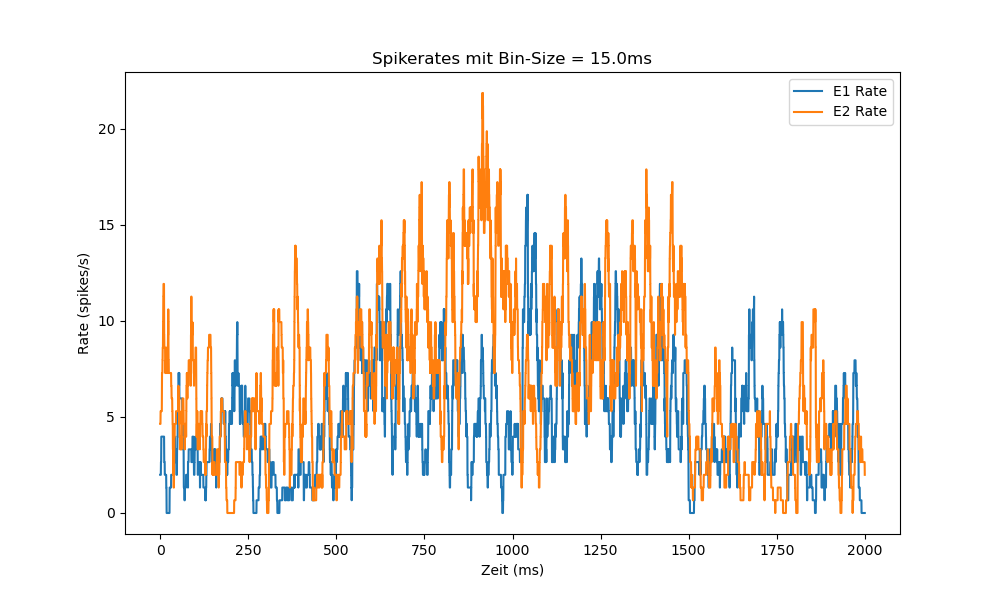 Spikerates mit Bin-Size = 15.0ms
E1 Rate
E2 Rate
Rate (spikes/s)
20
15
10
5
0
0 250 500 750 1000 1250 1500 1750 2000
Zeit (ms)